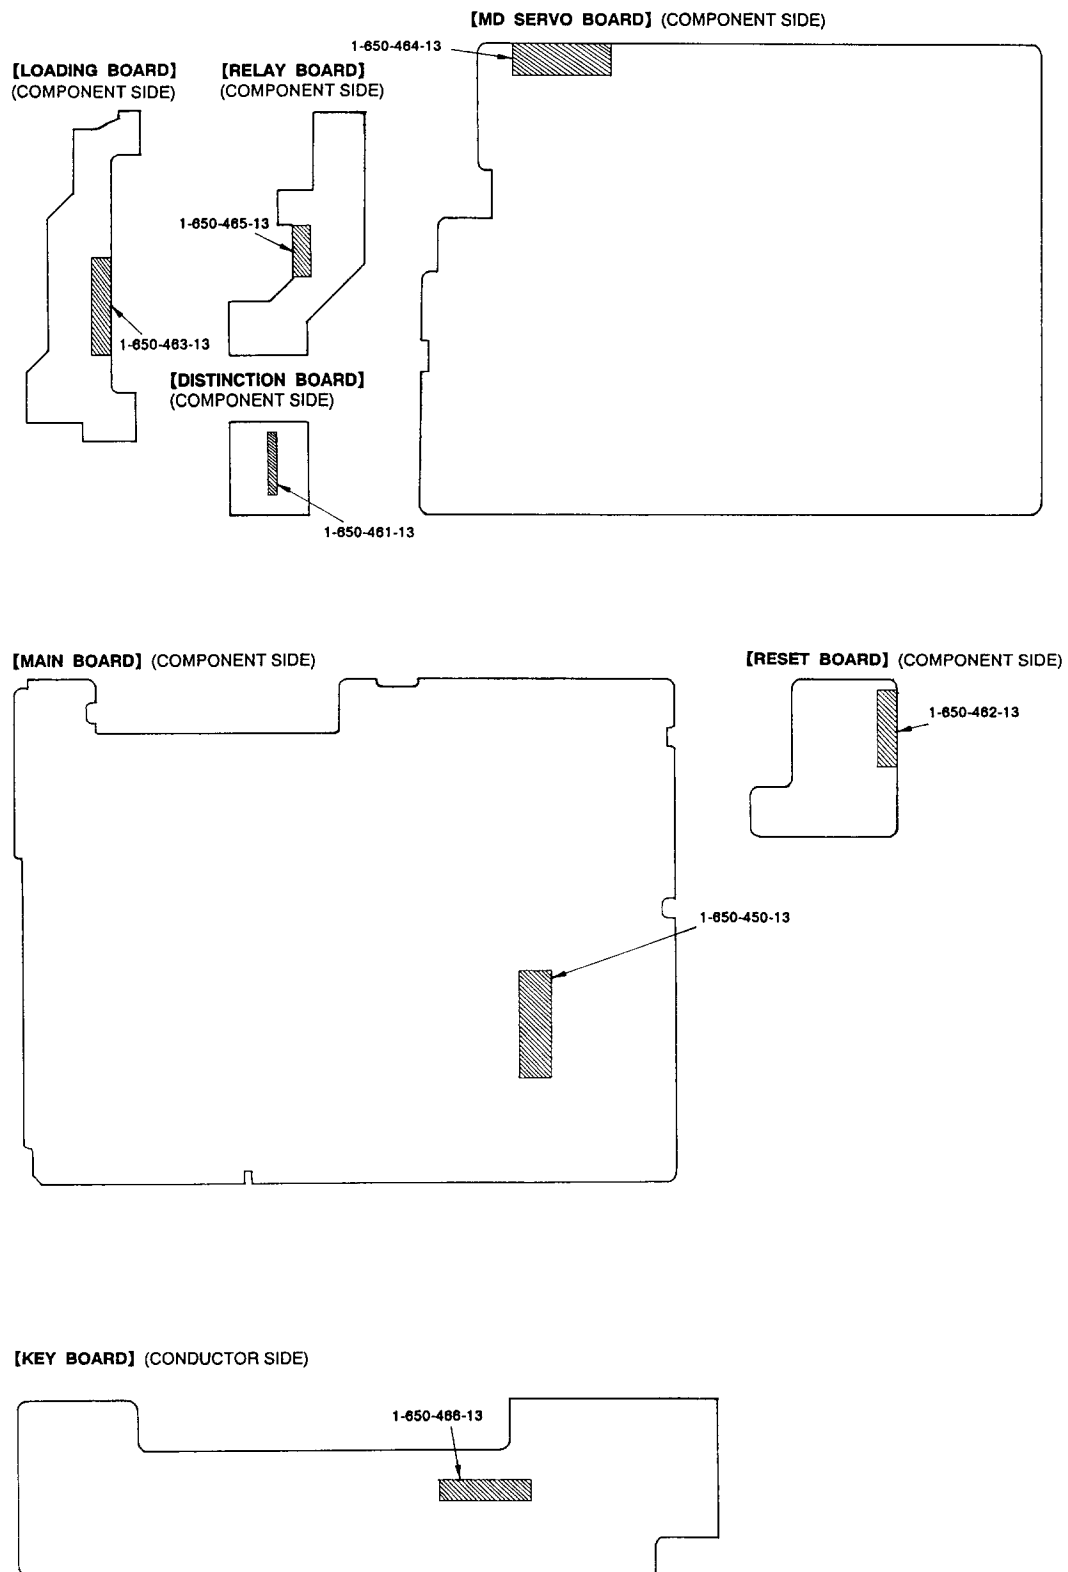 【MD SERVO BOARD】 (COMPONENT SIDE)
1-650-464-13
【LOADING BOARD】
(COMPONENT SIDE)
【RELAY BOARD】
(COMPONENT SIDE)
1-650-465-13
1-650-463-13
【DISTINCTION BOARD】
(COMPONENT SIDE)
1-650-461-13
【MAIN BOARD】 (COMPONENT SIDE)
【RESET BOARD】 (COMPONENT SIDE)
1-650-462-13
1-650-450-13
【KEY BOARD】 (CONDUCTOR SIDE)
1-650-466-13